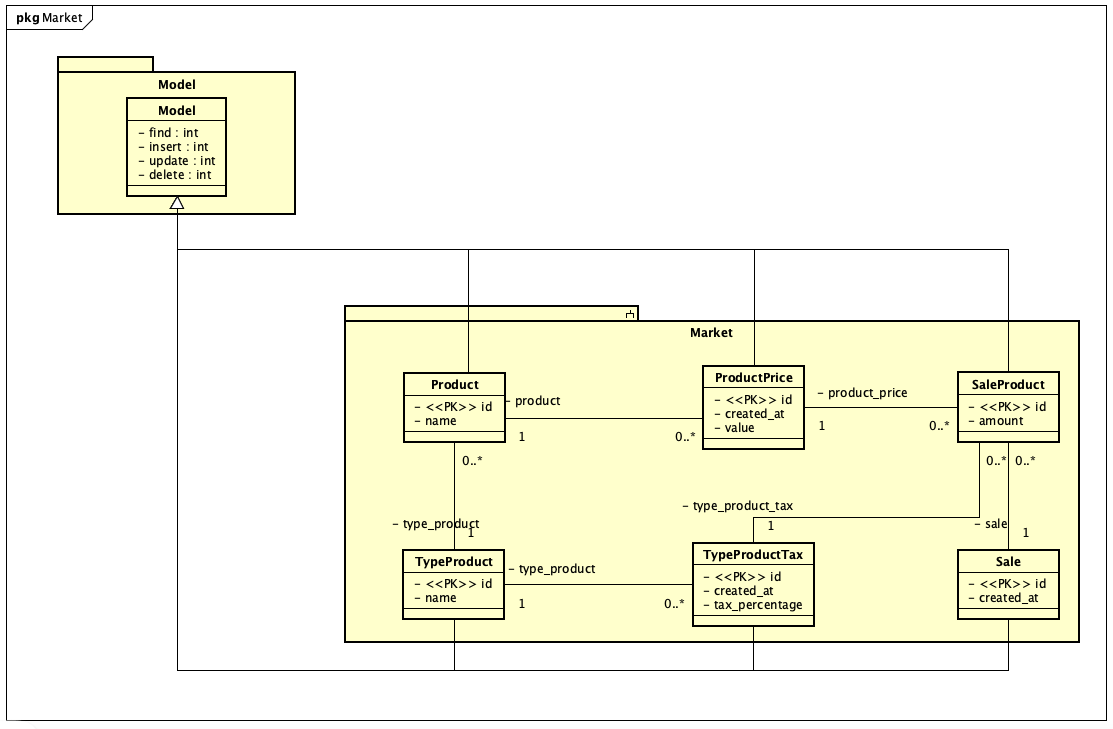 pkg Market
Model
Model
– find : int
– insert : int
– update : int
– delete : int
Market
Product
– <<PK>> id
– name
– product
1
0..*
ProductPrice
– <<PK>> id
– created_at
– value
– product_price
1
0..*
SaleProduct
– <<PK>> id
– amount
0..*
0..*
0..*
– type_product
1
– type_product_tax
1
– sale
1
TypeProduct
– <<PK>> id
– name
– type_product
1
0..*
TypeProductTax
– <<PK>> id
– created_at
– tax_percentage
Sale
– <<PK>> id
– created_at